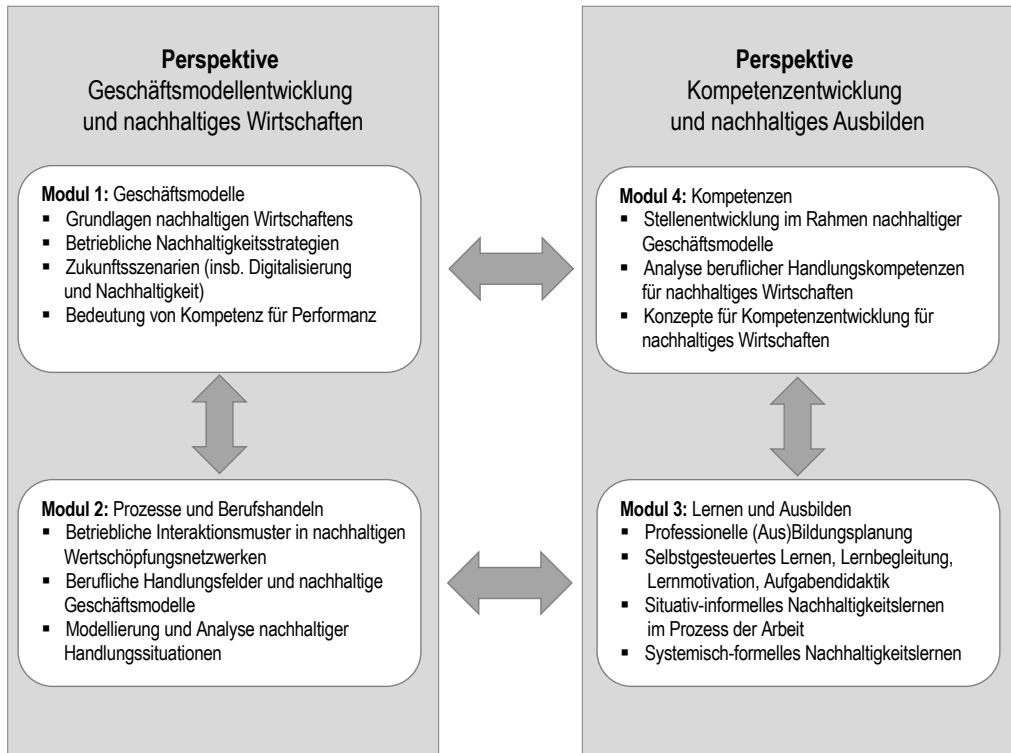 Perspektive
Geschäftsmodellentwicklung
und nachhaltiges Wirtschaften
Modul 1: Geschäftsmodelle
▪ Grundlagen nachhaltigen Wirtschaftens
▪ Betriebliche Nachhaltigkeitsstrategien
▪ Zukunftsszenarien (insb. Digitalisierung
und Nachhaltigkeit)
▪ Bedeutung von Kompetenz für Performanz
Modul 2: Prozesse und Berufshandeln
▪ Betriebliche Interaktionsmuster in nachhaltigen
Wertschöpfungsnetzwerken
▪ Berufliche Handlungsfelder und nachhaltige
Geschäftsmodelle
▪ Modellierung und Analyse nachhaltiger
Handlungssituationen
Perspektive
Kompetenzentwicklung
und nachhaltiges Ausbilden
Modul 4: Kompetenzen
▪ Stellenentwicklung im Rahmen nachhaltiger
Geschäftsmodelle
▪ Analyse beruflicher Handlungskompetenzen
für nachhaltiges Wirtschaften
▪ Konzepte für Kompetenzentwicklung für
nachhaltiges Wirtschaften
Modul 3: Lernen und Ausbilden
▪ Professionelle (Aus)Bildungsplanung
▪ Selbstgesteuertes Lernen, Lernbegleitung,
Lernmotivation, Aufgabendidaktik
▪ Situativ-informelles Nachhaltigkeitslernen
im Prozess der Arbeit
▪ Systemisch-formelles Nachhaltigkeitslernen